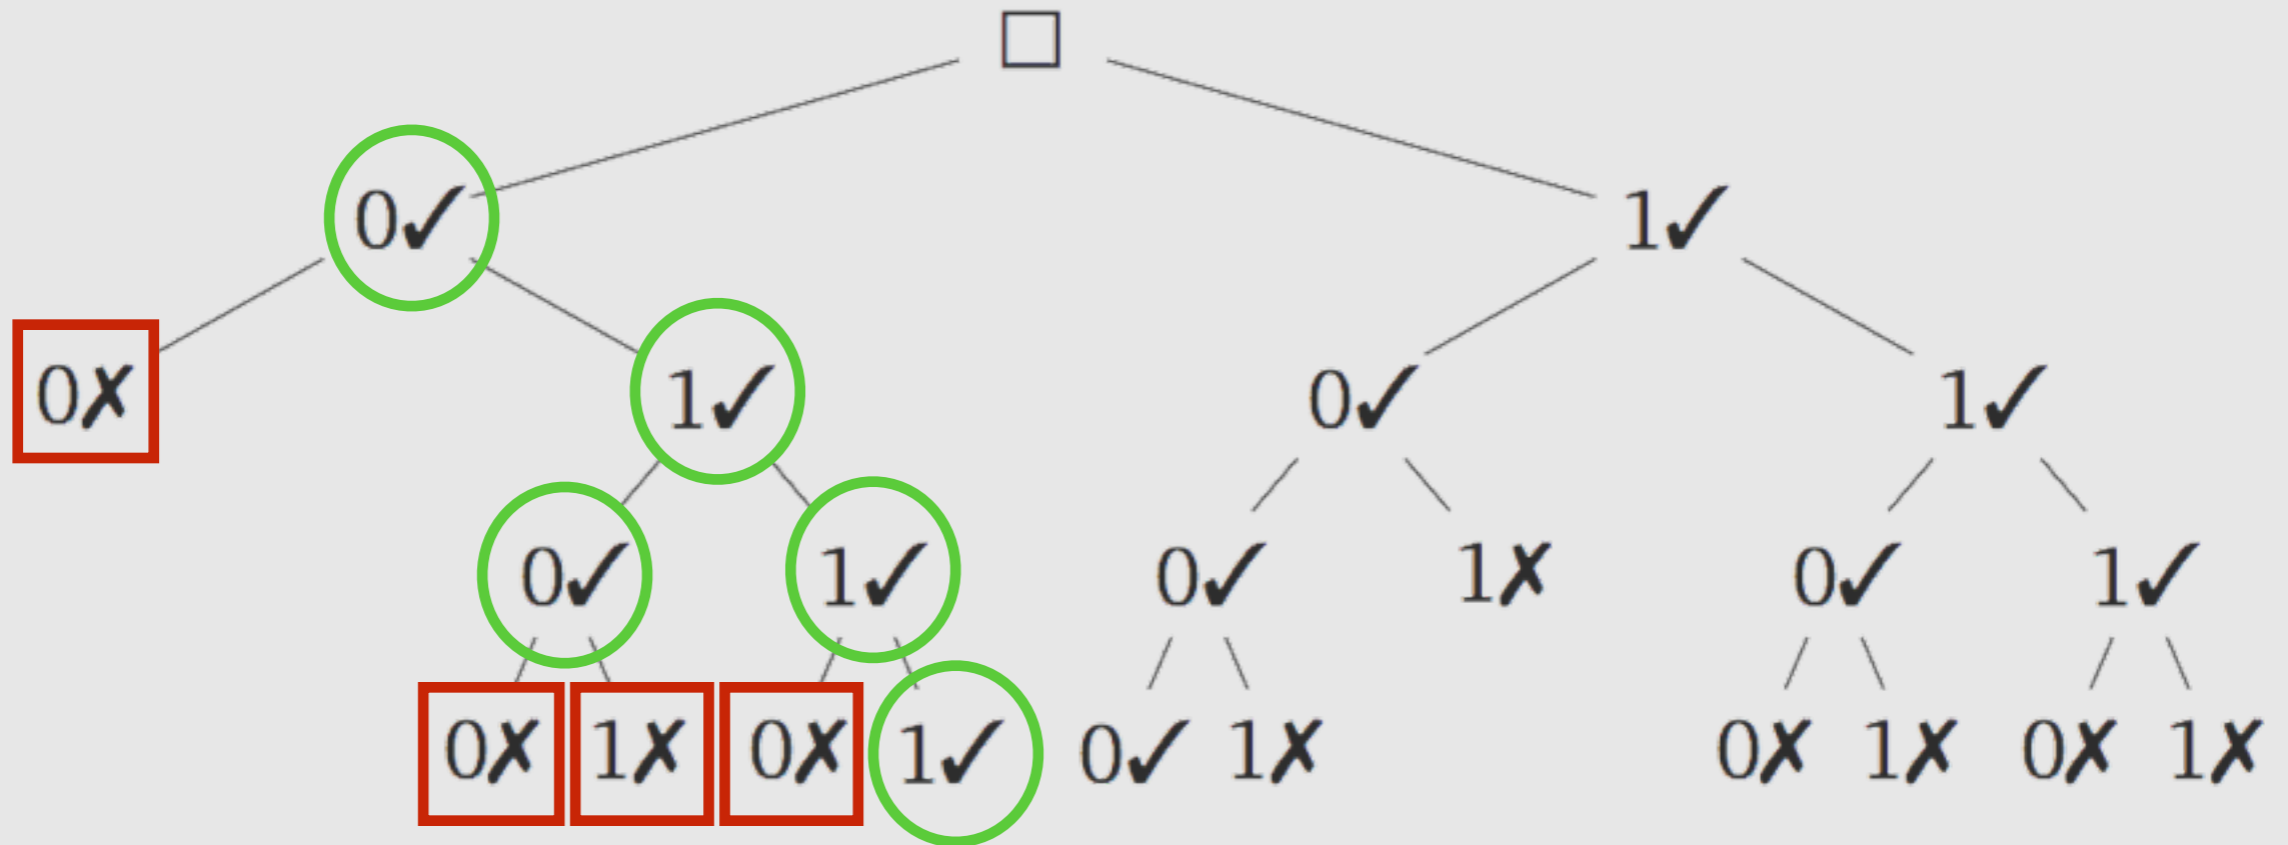 □
0✓ 1✓
0✗ 1✓ 0✓ 1✓
0✓ 1✓ 0✓ 1✗ 0✓ 1✓
0✗ 1✗ 0✗ 1✓ 0✓ 1✗ 0✗ 1✗ 0✗ 1✗